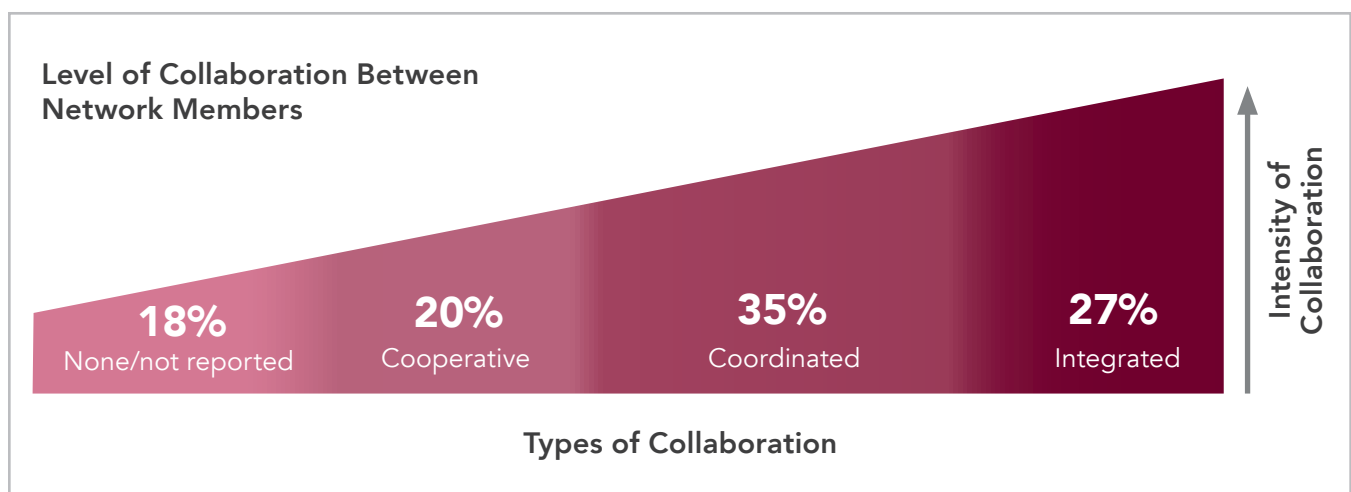 Level of Collaboration Between
Network Members
18%
None/not reported
20%
Cooperative
35%
Coordinated
27%
Integrated
Intensity of
Collaboration
Types of Collaboration